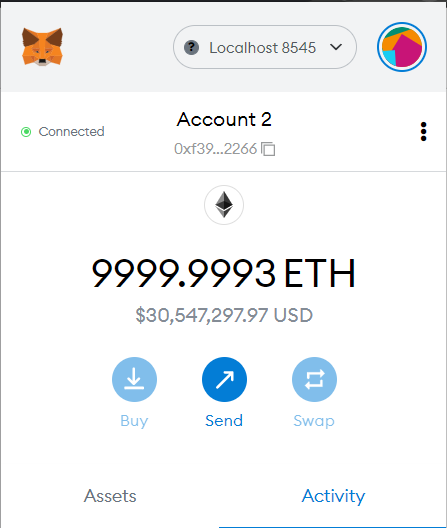 Localhost 8545
Connected
Account 2
0xf39...2266
9999.9993 ETH
$30,547,297.97 USD
Buy Send Swap
Assets Activity